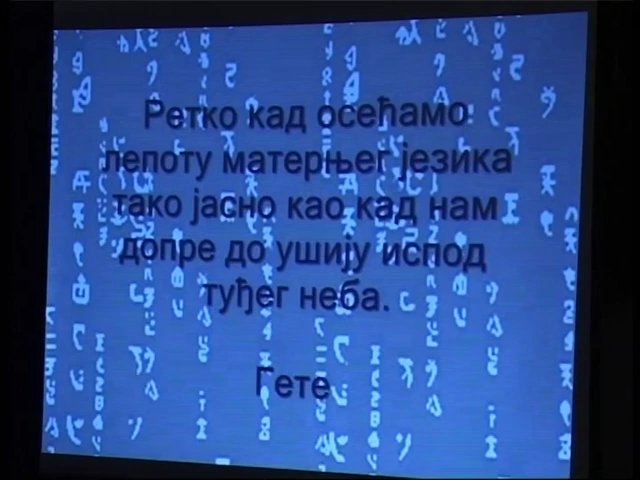 Ретко кад осећамо
лепоту матерњег језика
тако јасно као кад нам
допре до ушију испод
туђег неба.
Гете